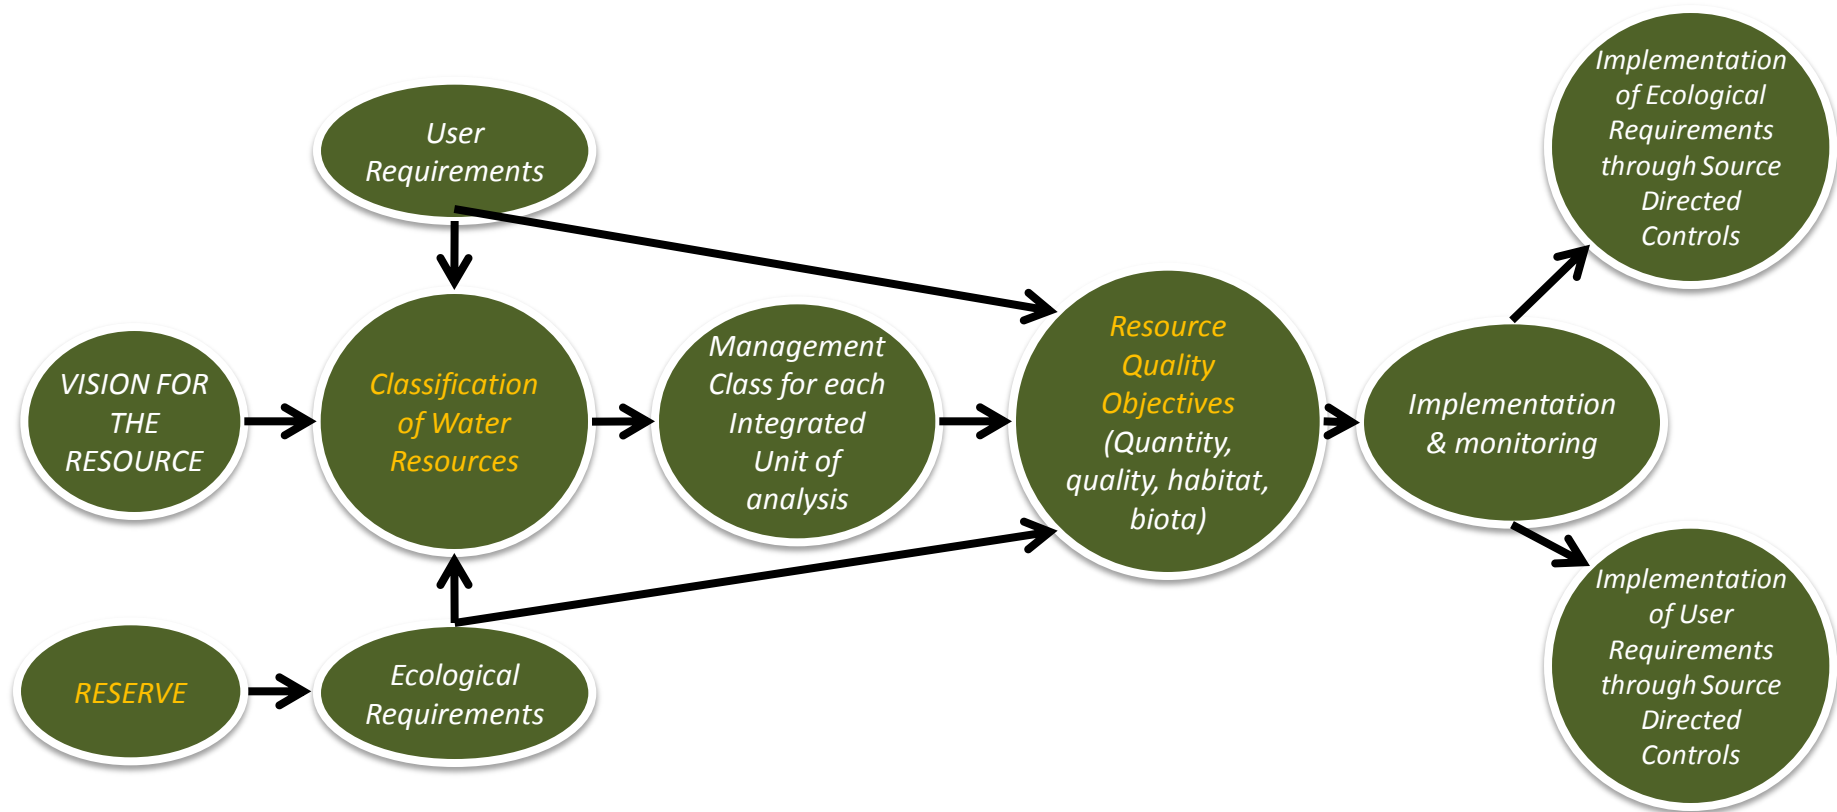 User
Requirements
VISION FOR
THE
RESOURCE
Classification
of Water
Resources
Management
Class for each
Integrated
Unit of
analysis
Resource
Quality
Objectives
(Quantity,
quality, habitat,
biota)
Implementation
& monitoring
Implementation
of Ecological
Requirements
through Source
Directed
Controls
RESERVE
Ecological
Requirements
Implementation
of User
Requirements
through Source
Directed
Controls